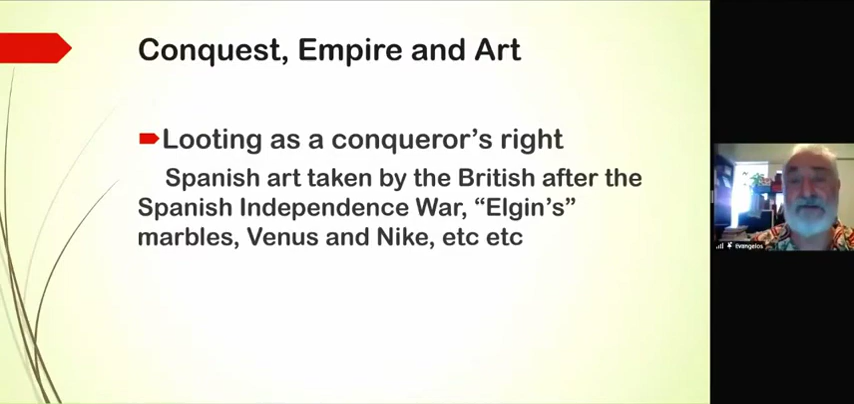 Conquest, Empire and Art
Looting as a conqueror's right
Spanish art taken by the British after the
Spanish Independence War, “Elgin's”
marbles, Venus and Nike, etc etc
Evangelos